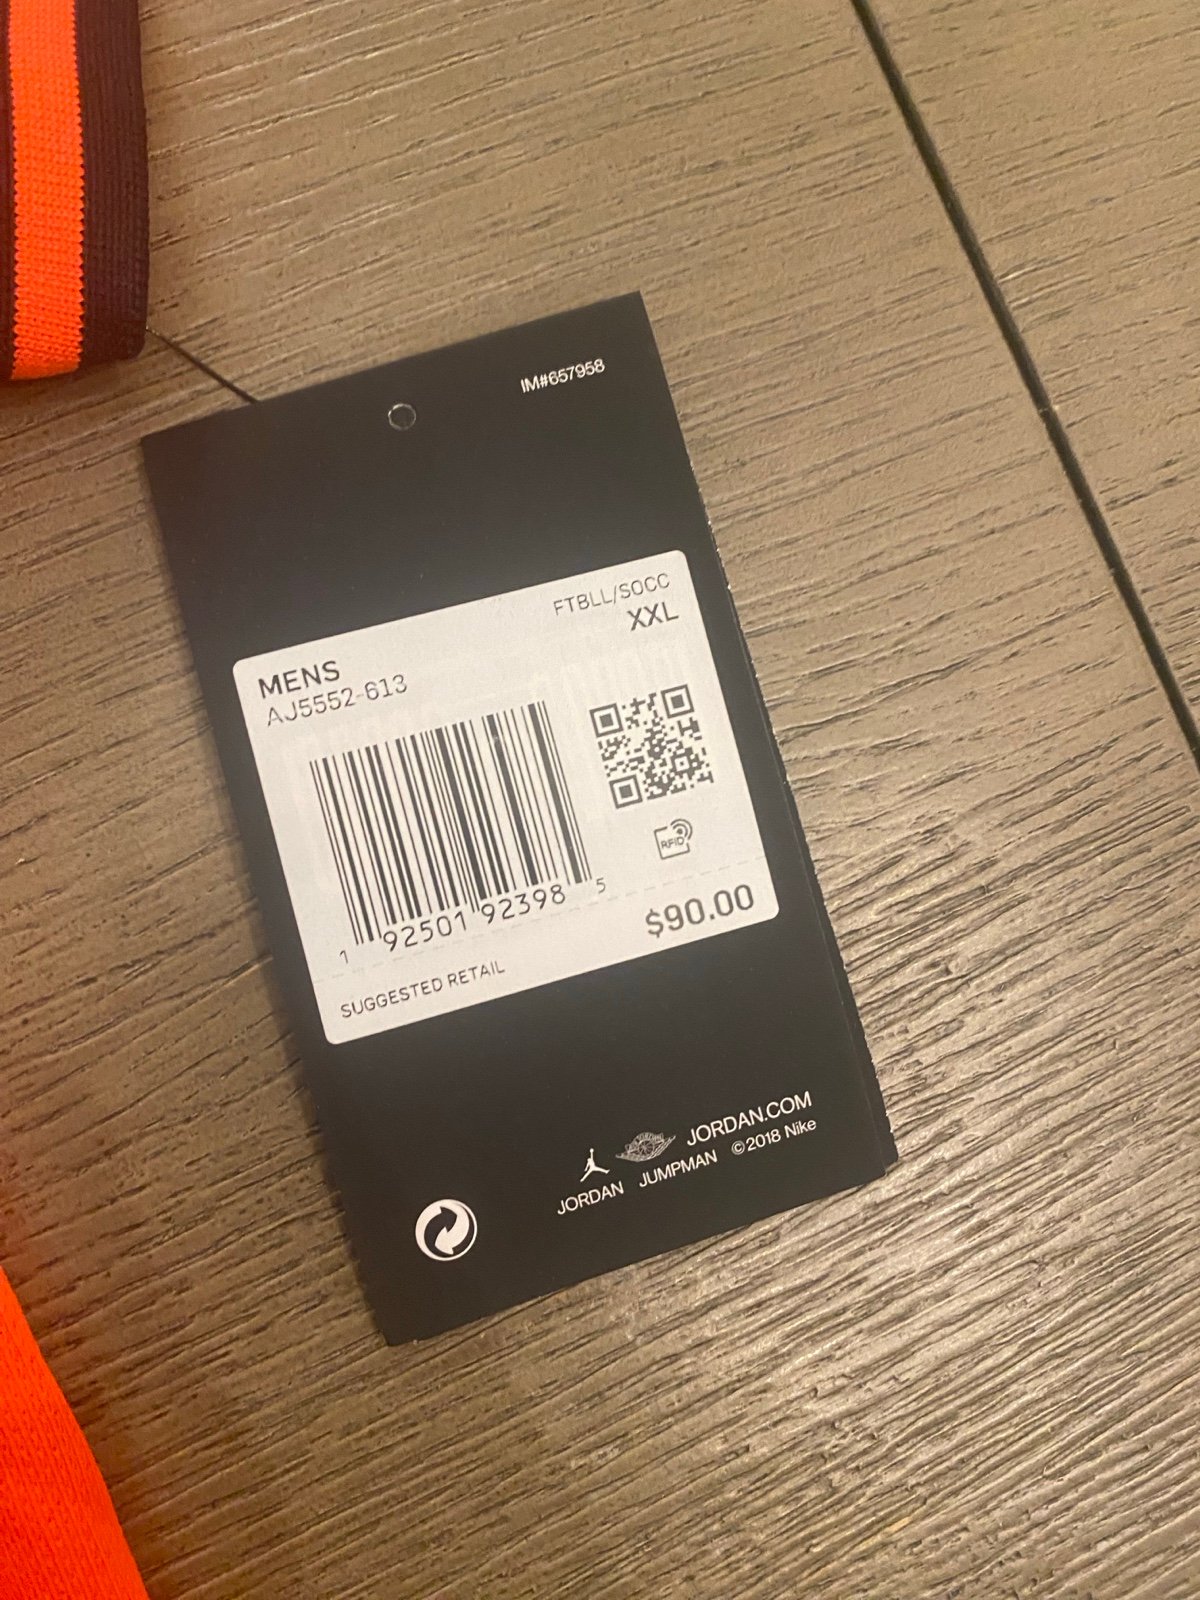 IM#657958
FTBLL/SOCC
XXL
MENS
AJ5552-613
RFID
1 92501 92398 5
$90.00
SUGGESTED RETAIL
JORDAN.COM
JORDAN JUMPMAN ©2018 Nike